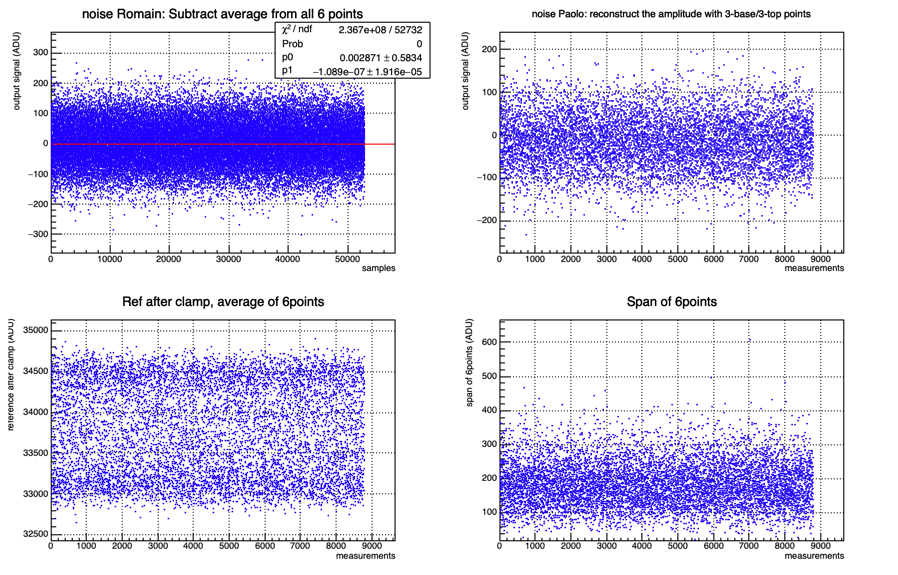 noise Romain: Subtract average from all 6 points
χ² / ndf 2.367e+08 / 52732
Prob 0
p0 0.002871 ± 0.5834
p1 −1.089e−07 ± 1.916e−05
output signal (ADU)
300
200
100
0
−100
−200
−300
0 10000 20000 30000 40000 50000
samples
noise Paolo: reconstruct the amplitude with 3-base/3-top points
output signal (ADU)
200
100
0
−100
−200
0 1000 2000 3000 4000 5000 6000 7000 8000 9000
measurements
Ref after clamp, average of 6points
reference after clamp (ADU)
35000
34500
34000
33500
33000
32500
0 1000 2000 3000 4000 5000 6000 7000 8000 9000
measurements
Span of 6points
span of 6points (ADU)
600
500
400
300
200
100
0 1000 2000 3000 4000 5000 6000 7000 8000 9000
measurements